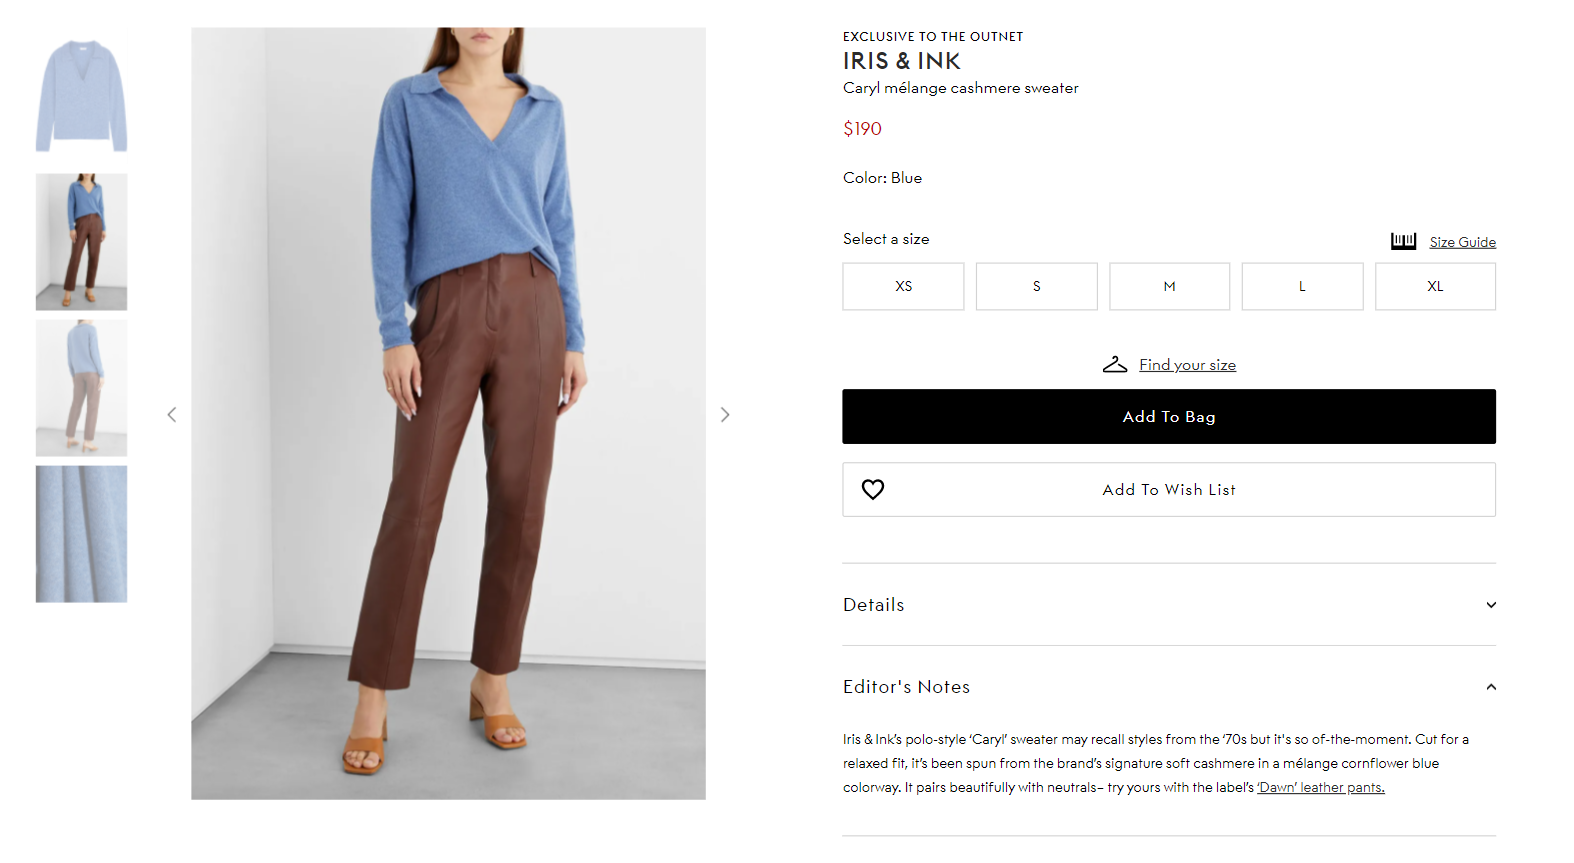 EXCLUSIVE TO THE OUTNET
IRIS & INK
Caryl mélange cashmere sweater
$190
Color: Blue
Select a size
Size Guide
XS
S
M
L
XL
Find your size
Add To Bag
Add To Wish List
Details
Editor's Notes
Iris & Ink's polo-style ‘Caryl’ sweater may recall styles from the ‘70s but it's so of-the-moment. Cut for a
relaxed fit, it’s been spun from the brand’s signature soft cashmere in a mélange cornflower blue
colorway. It pairs beautifully with neutrals– try yours with the label’s ‘Dawn’ leather pants.